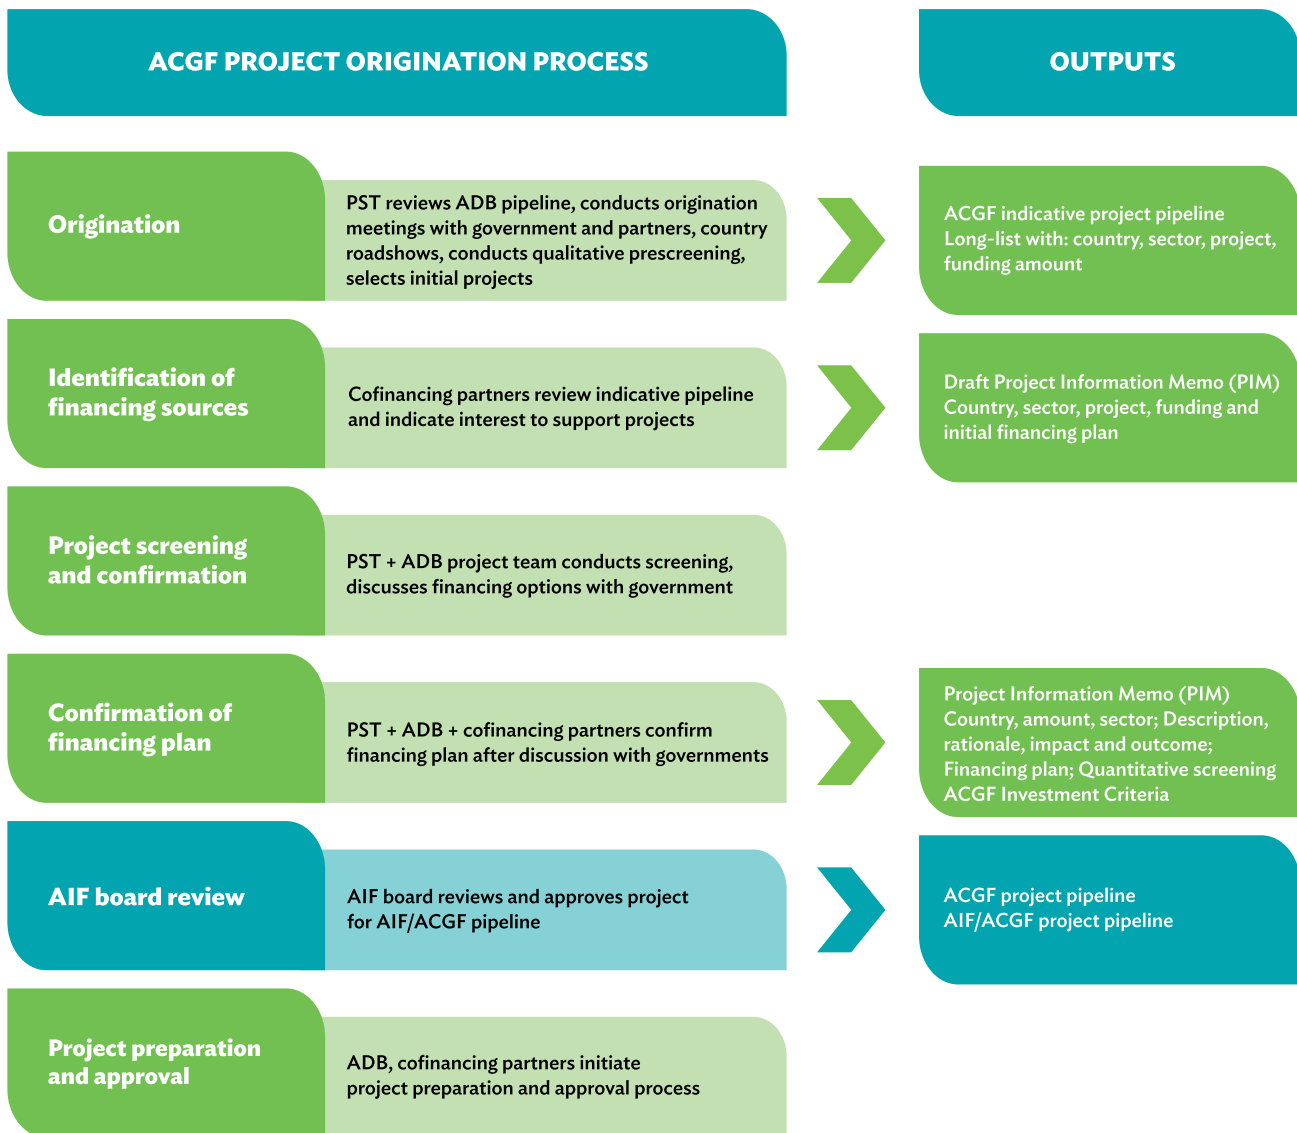 ACGF PROJECT ORIGINATION PROCESS
OUTPUTS
Origination
PST reviews ADB pipeline, conducts origination
meetings with government and partners, country
roadshows, conducts qualitative prescreening,
selects initial projects
ACGF indicative project pipeline
Long-list with: country, sector, project,
funding amount
Identification of
financing sources
Cofinancing partners review indicative pipeline
and indicate interest to support projects
Draft Project Information Memo (PIM)
Country, sector, project, funding and
initial financing plan
Project screening
and confirmation
PST + ADB project team conducts screening,
discusses financing options with government
Confirmation of
financing plan
PST + ADB + cofinancing partners confirm
financing plan after discussion with governments
Project Information Memo (PIM)
Country, amount, sector; Description,
rationale, impact and outcome;
Financing plan; Quantitative screening
ACGF Investment Criteria
AIF board review
AIF board reviews and approves project
for AIF/ACGF pipeline
ACGF project pipeline
AIF/ACGF project pipeline
Project preparation
and approval
ADB, cofinancing partners initiate
project preparation and approval process